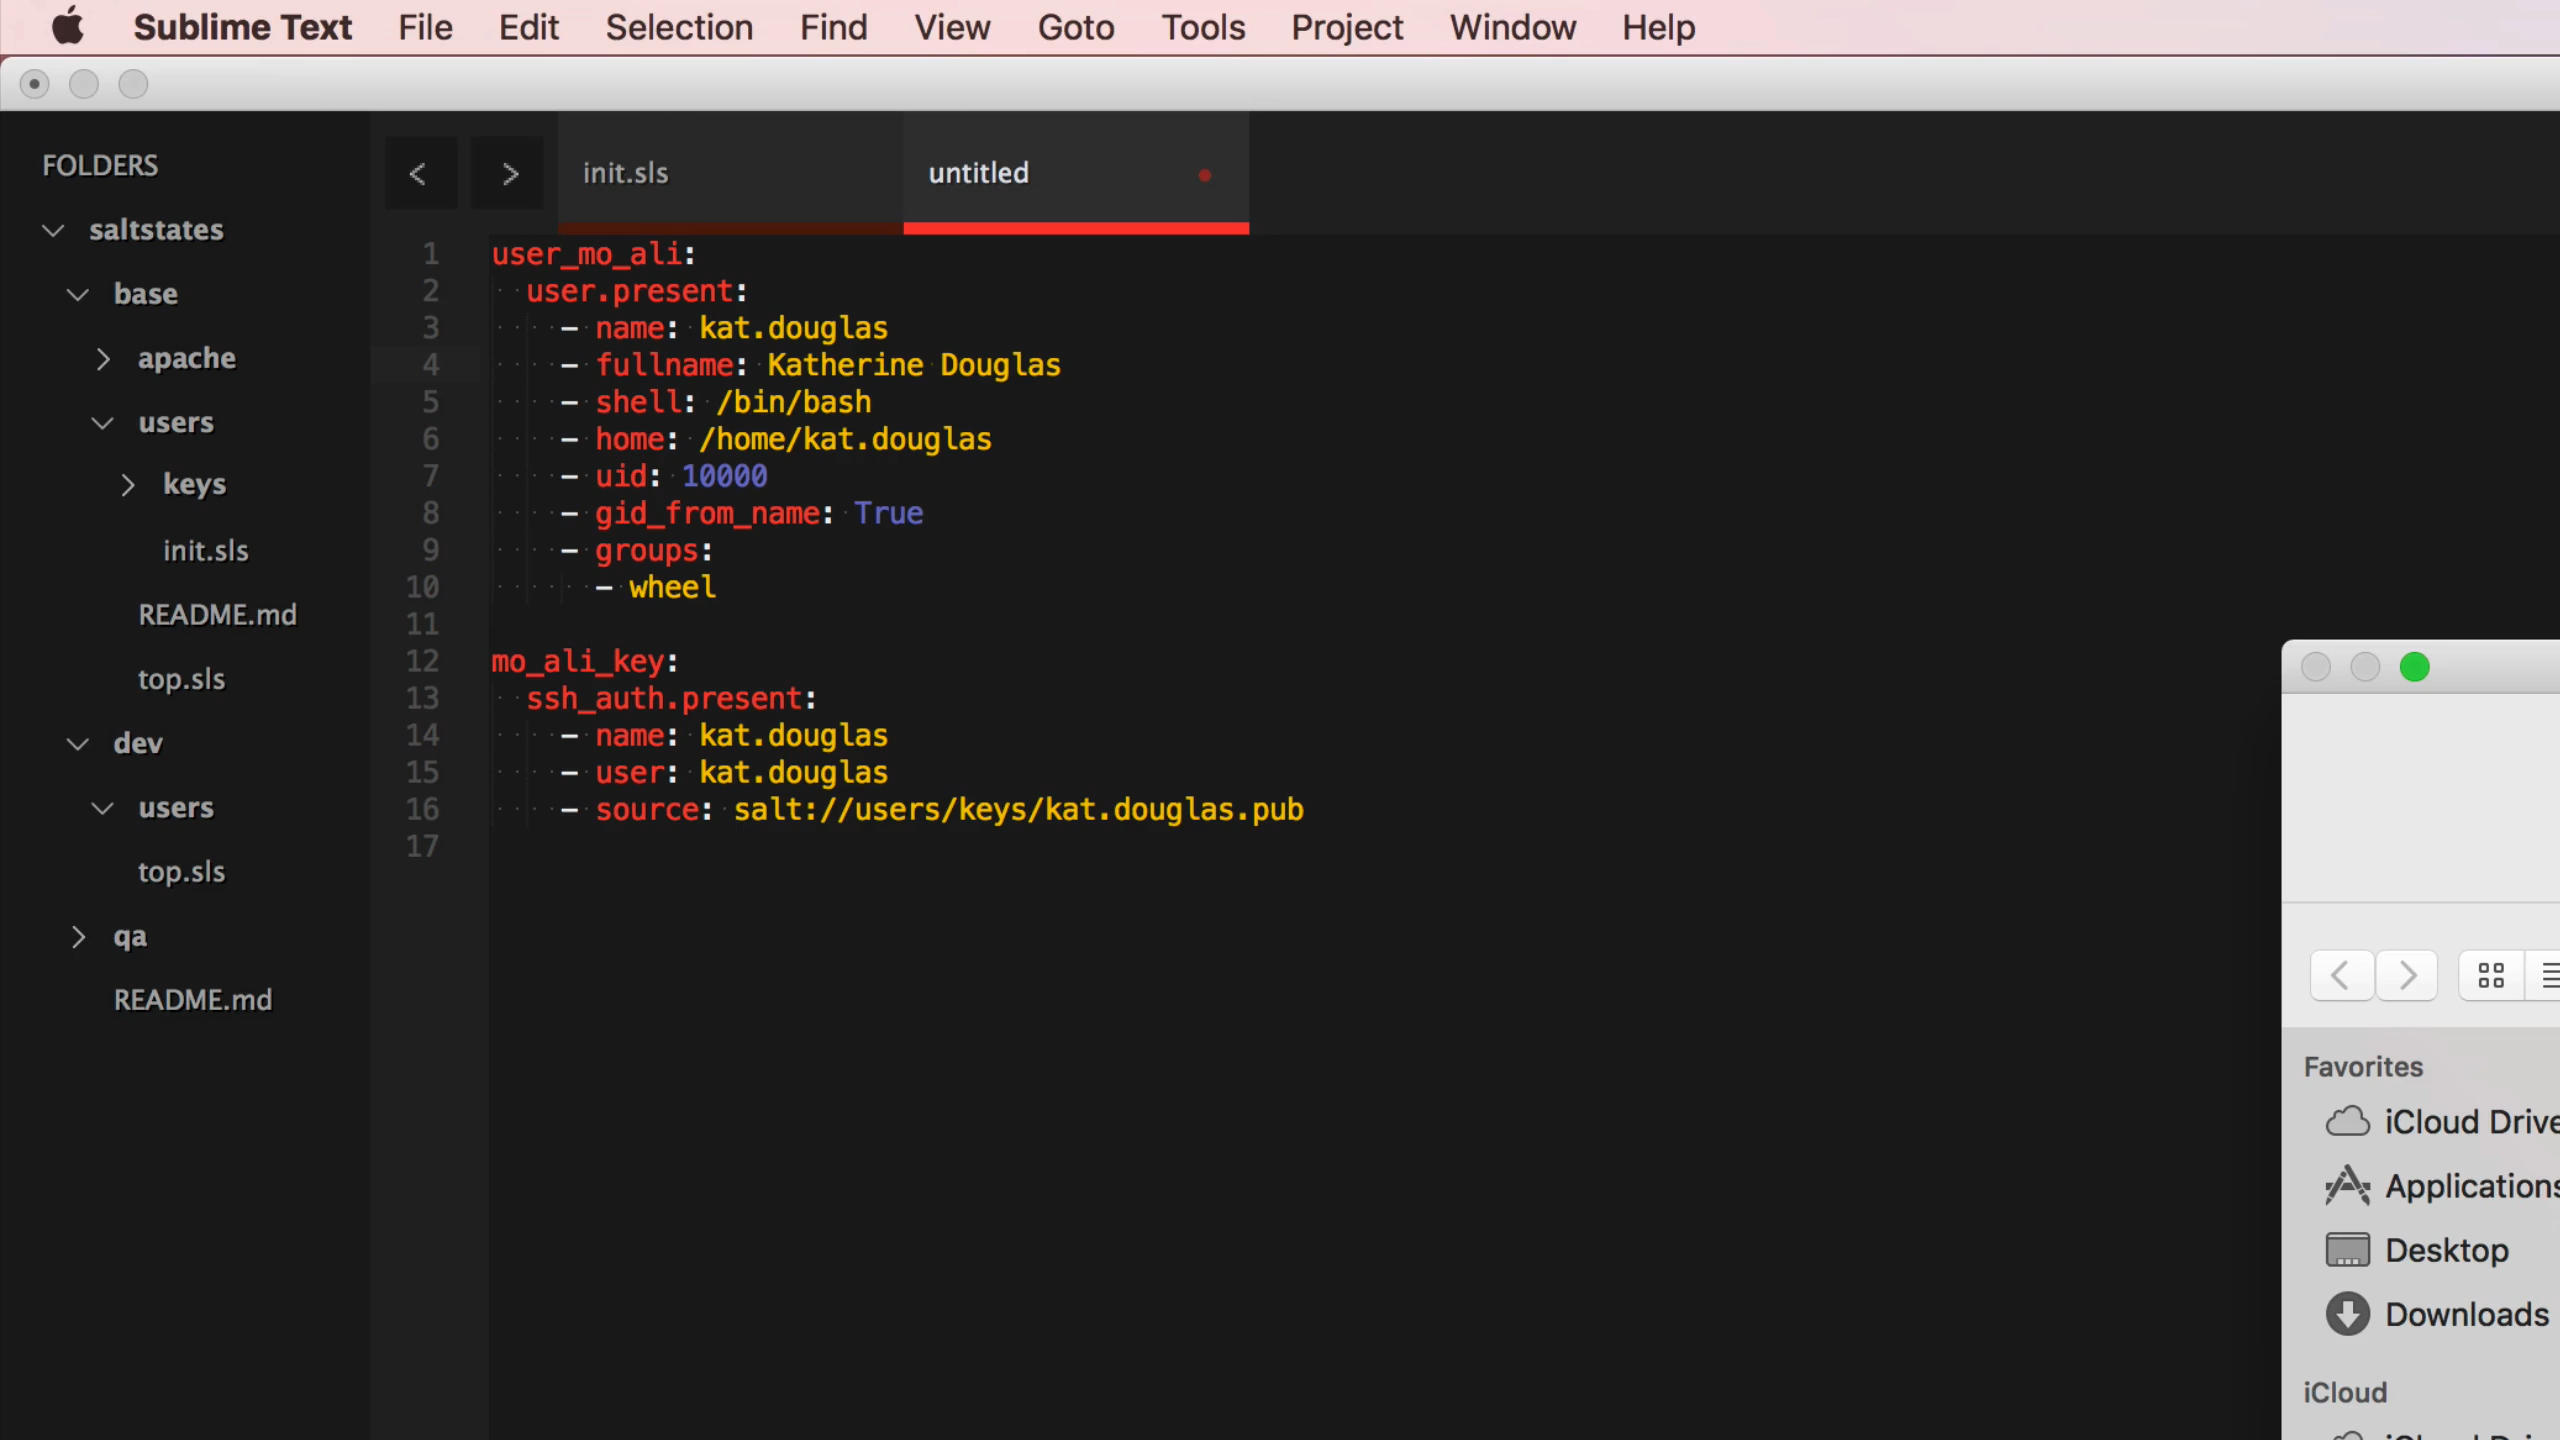 Sublime Text File Edit Selection Find View Goto Tools Project Window Help
FOLDERS
saltstates
base
apache
users
keys
init.sls
README.md
top.sls
dev
users
top.sls
qa
README.md
init.sls
untitled
1 user_mo_ali:
2 user.present:
3 - name: kat.douglas
4 - fullname: Katherine Douglas
5 - shell: /bin/bash
6 - home: /home/kat.douglas
7 - uid: 10000
8 - gid_from_name: True
9 - groups:
10 - wheel
11
12 mo_ali_key:
13 ssh_auth.present:
14 - name: kat.douglas
15 - user: kat.douglas
16 - source: salt://users/keys/kat.douglas.pub
17
Favorites
iCloud Drive
Applications
Desktop
Downloads
iCloud